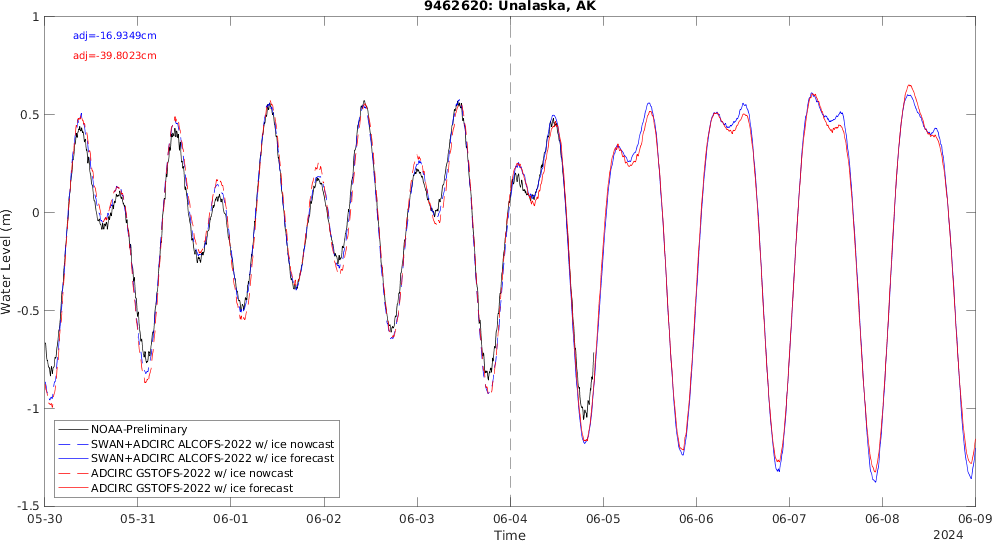 9462620: Unalaska, AK
adj=-16.9349cm
adj=-39.8023cm
Water Level (m)
1
0.5
0
-0.5
-1
-1.5
NOAA-Preliminary
SWAN+ADCIRC ALCOFS-2022 w/ ice nowcast
SWAN+ADCIRC ALCOFS-2022 w/ ice forecast
ADCIRC GSTOFS-2022 w/ ice nowcast
ADCIRC GSTOFS-2022 w/ ice forecast
05-30 05-31 06-01 06-02 06-03 06-04 06-05 06-06 06-07 06-08 06-09
Time
2024